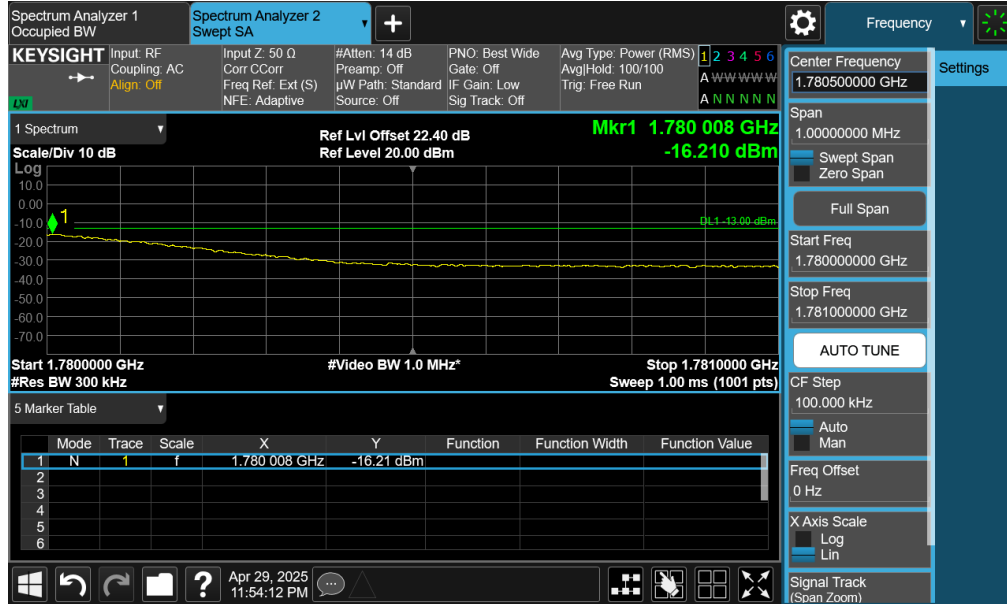 Spectrum Analyzer 1
Occupied BW
Spectrum Analyzer 2
Swept SA
Frequency
KEYSIGHT
LXI
Input: RF
Coupling: AC
Align: Off
Input Z: 50 Ω
Corr CCorr
Freq Ref: Ext (S)
NFE: Adaptive
#Atten: 14 dB
Preamp: Off
µW Path: Standard
Source: Off
PNO: Best Wide
Gate: Off
IF Gain: Low
Sig Track: Off
Avg Type: Power (RMS)
Avg|Hold: 100/100
Trig: Free Run
1 2 3 4 5 6
A W W W W W
A N N N N N
1 Spectrum
Scale/Div 10 dB
Ref Lvl Offset 22.40 dB
Ref Level 20.00 dBm
Mkr1 1.780 008 GHz
-16.210 dBm
Log
10.0
0.00
-10.0
-20.0
-30.0
-40.0
-50.0
-60.0
-70.0
1
DL1 -13.00 dBm
Start 1.7800000 GHz
#Video BW 1.0 MHz*
Stop 1.7810000 GHz
#Res BW 300 kHz
Sweep 1.00 ms (1001 pts)
5 Marker Table
Mode Trace Scale X Y Function Function Width Function Value
1 N 1 f 1.780 008 GHz -16.21 dBm
2
3
4
5
6
Center Frequency
1.780500000 GHz
Settings
Span
1.00000000 MHz
Swept Span
Zero Span
Full Span
Start Freq
1.780000000 GHz
Stop Freq
1.781000000 GHz
AUTO TUNE
CF Step
100.000 kHz
Auto
Man
Freq Offset
0 Hz
X Axis Scale
Log
Lin
Signal Track
(Span Zoom)
?
Apr 29, 2025
11:54:12 PM